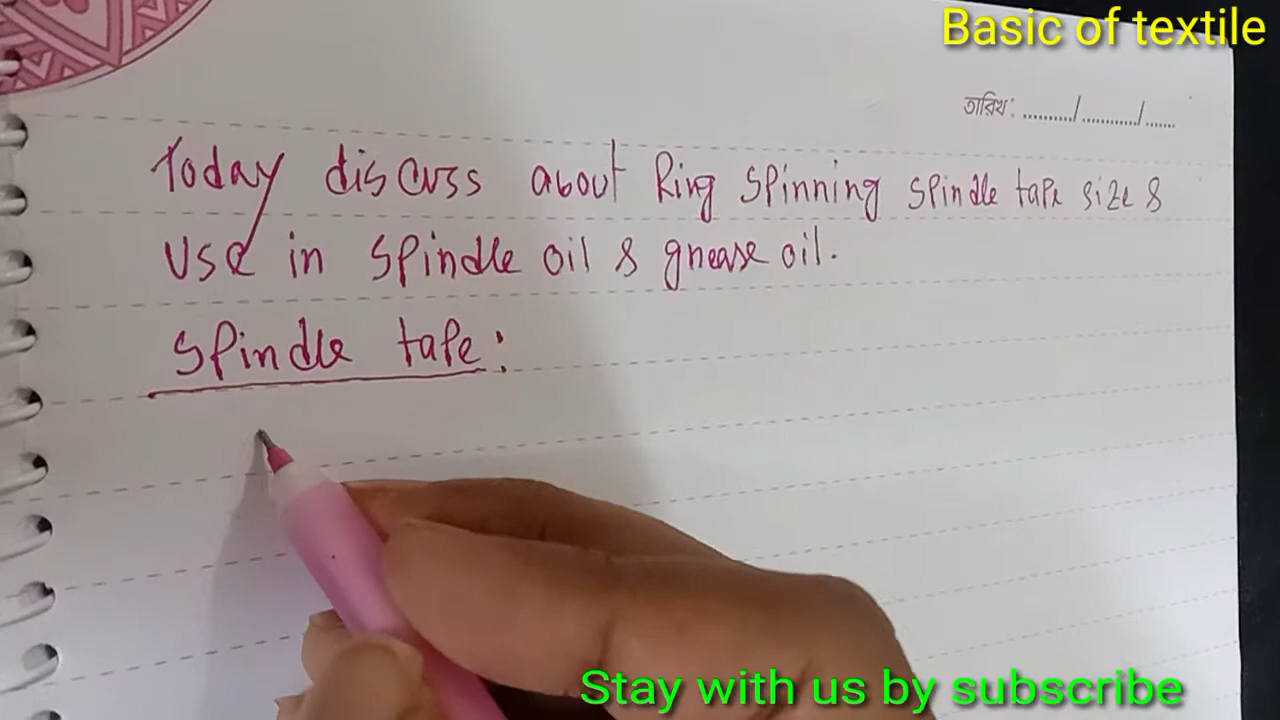 Basic of textile
তারিখ: ........../.........../.......
Today discuss about Ring spinning spindle tape size &
use in spindle oil & grease oil.
Spindle tape:
Stay with us by subscribe